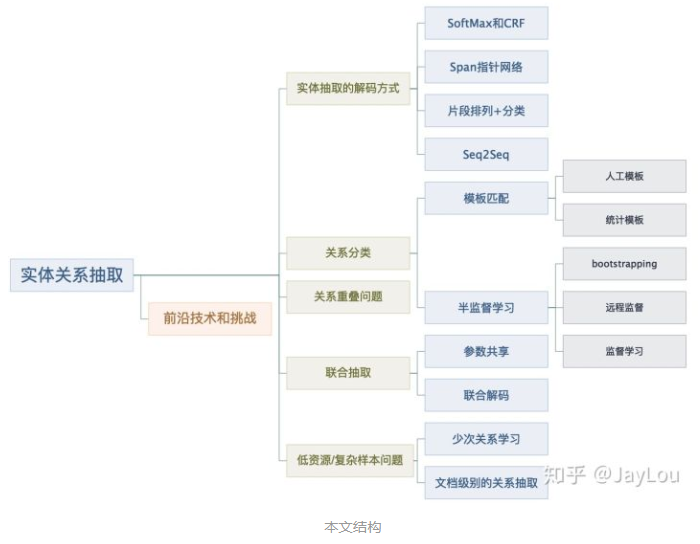 SoftMax和CRF
Span指针网络
实体抽取的解码方式
片段排列+分类
Seq2Seq
模板匹配
人工模板
统计模板
关系分类
bootstrapping
实体关系抽取
关系重叠问题
半监督学习
远程监督
前沿技术和挑战
参数共享
监督学习
联合抽取
联合解码
少次关系学习
低资源/复杂样本问题
文档级别的关系抽取
知乎 @JayLou
本文结构